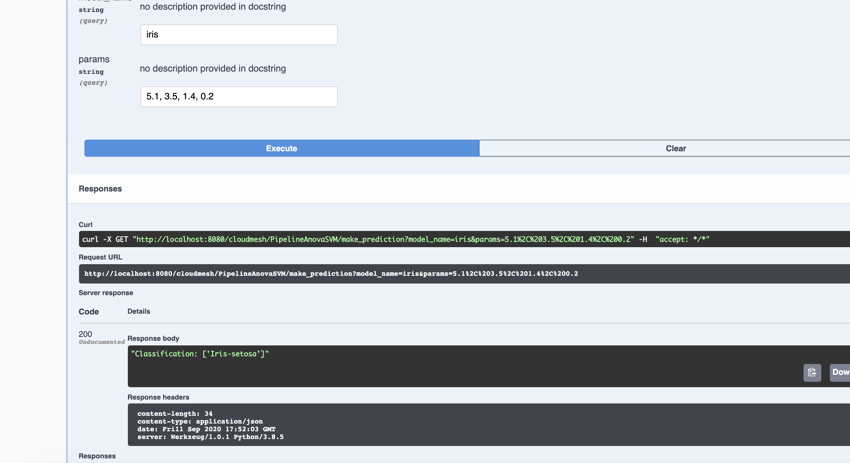 string
no description provided in docstring
(query)
iris
params
string
no description provided in docstring
(query)
5.1, 3.5, 1.4, 0.2
Execute
Clear
Responses
Curl
curl -X GET "http://localhost:8080/cloudmesh/PipelineAnovaSVM/make_prediction?model_name=iris&params=5.1%2C%203.5%2C%201.4%2C%200.2" -H "accept: */*"
Request URL
http://localhost:8080/cloudmesh/PipelineAnovaSVM/make_prediction?model_name=iris&params=5.1%2C%203.5%2C%201.4%2C%200.2
Server response
Code
Details
200
Undocumented
Response body
"Classification: ['Iris-setosa']"
Dow
Response headers
content-length: 34
content-type: application/json
date: Fri11 Sep 2020 17:52:03 GMT
server: Werkzeug/1.0.1 Python/3.8.5
Responses